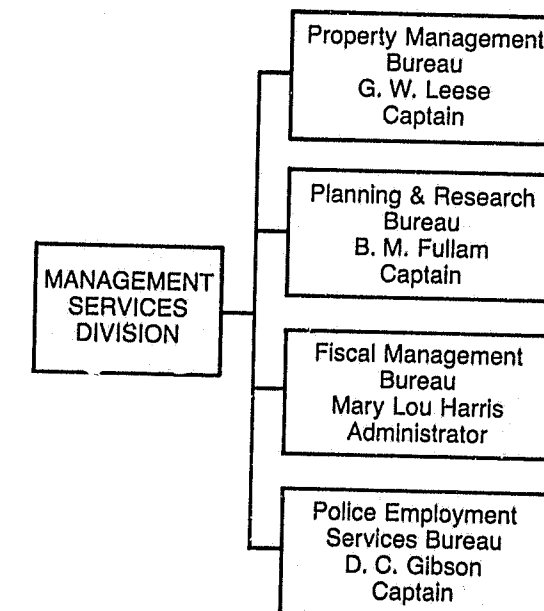 Property Management
Bureau
G. W. Leese
Captain
Planning & Research
Bureau
B. M. Fullam
Captain
MANAGEMENT
SERVICES
DIVISION
Fiscal Management
Bureau
Mary Lou Harris
Administrator
Police Employment
Services Bureau
D. C. Gibson
Captain